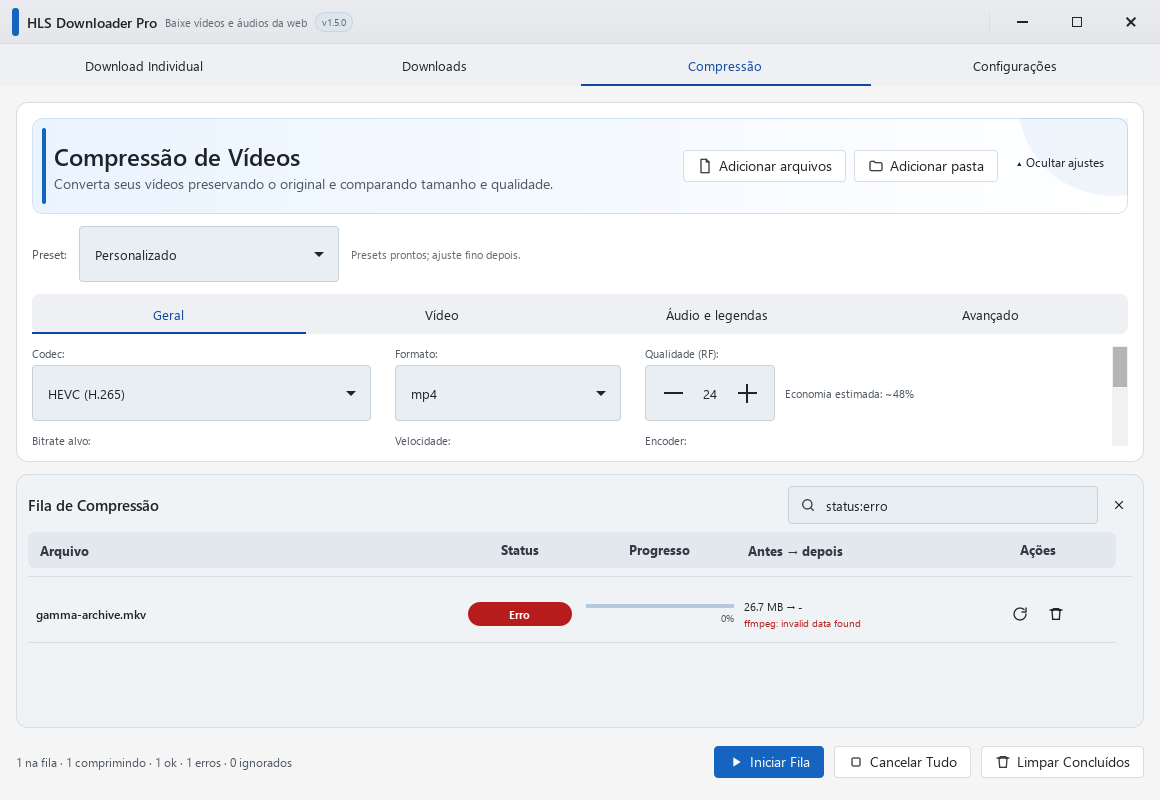 HLS Downloader Pro Baixe vídeos e áudios da web v1.5.0
Download Individual Downloads Compressão Configurações
Compressão de Vídeos
Converta seus vídeos preservando o original e comparando tamanho e qualidade.
Adicionar arquivos Adicionar pasta Ocultar ajustes
Preset: Personalizado Presets prontos; ajuste fino depois.
Geral Vídeo Áudio e legendas Avançado
Codec: Formato: Qualidade (RF):
HEVC (H.265) mp4 24 Economia estimada: ~48%
Bitrate alvo: Velocidade: Encoder:
Fila de Compressão status:erro
Arquivo Status Progresso Antes → depois Ações
gamma-archive.mkv Erro 0% 26.7 MB → -
ffmpeg: invalid data found
1 na fila · 1 comprimindo · 1 ok · 1 erros · 0 ignorados Iniciar Fila Cancelar Tudo Limpar Concluídos